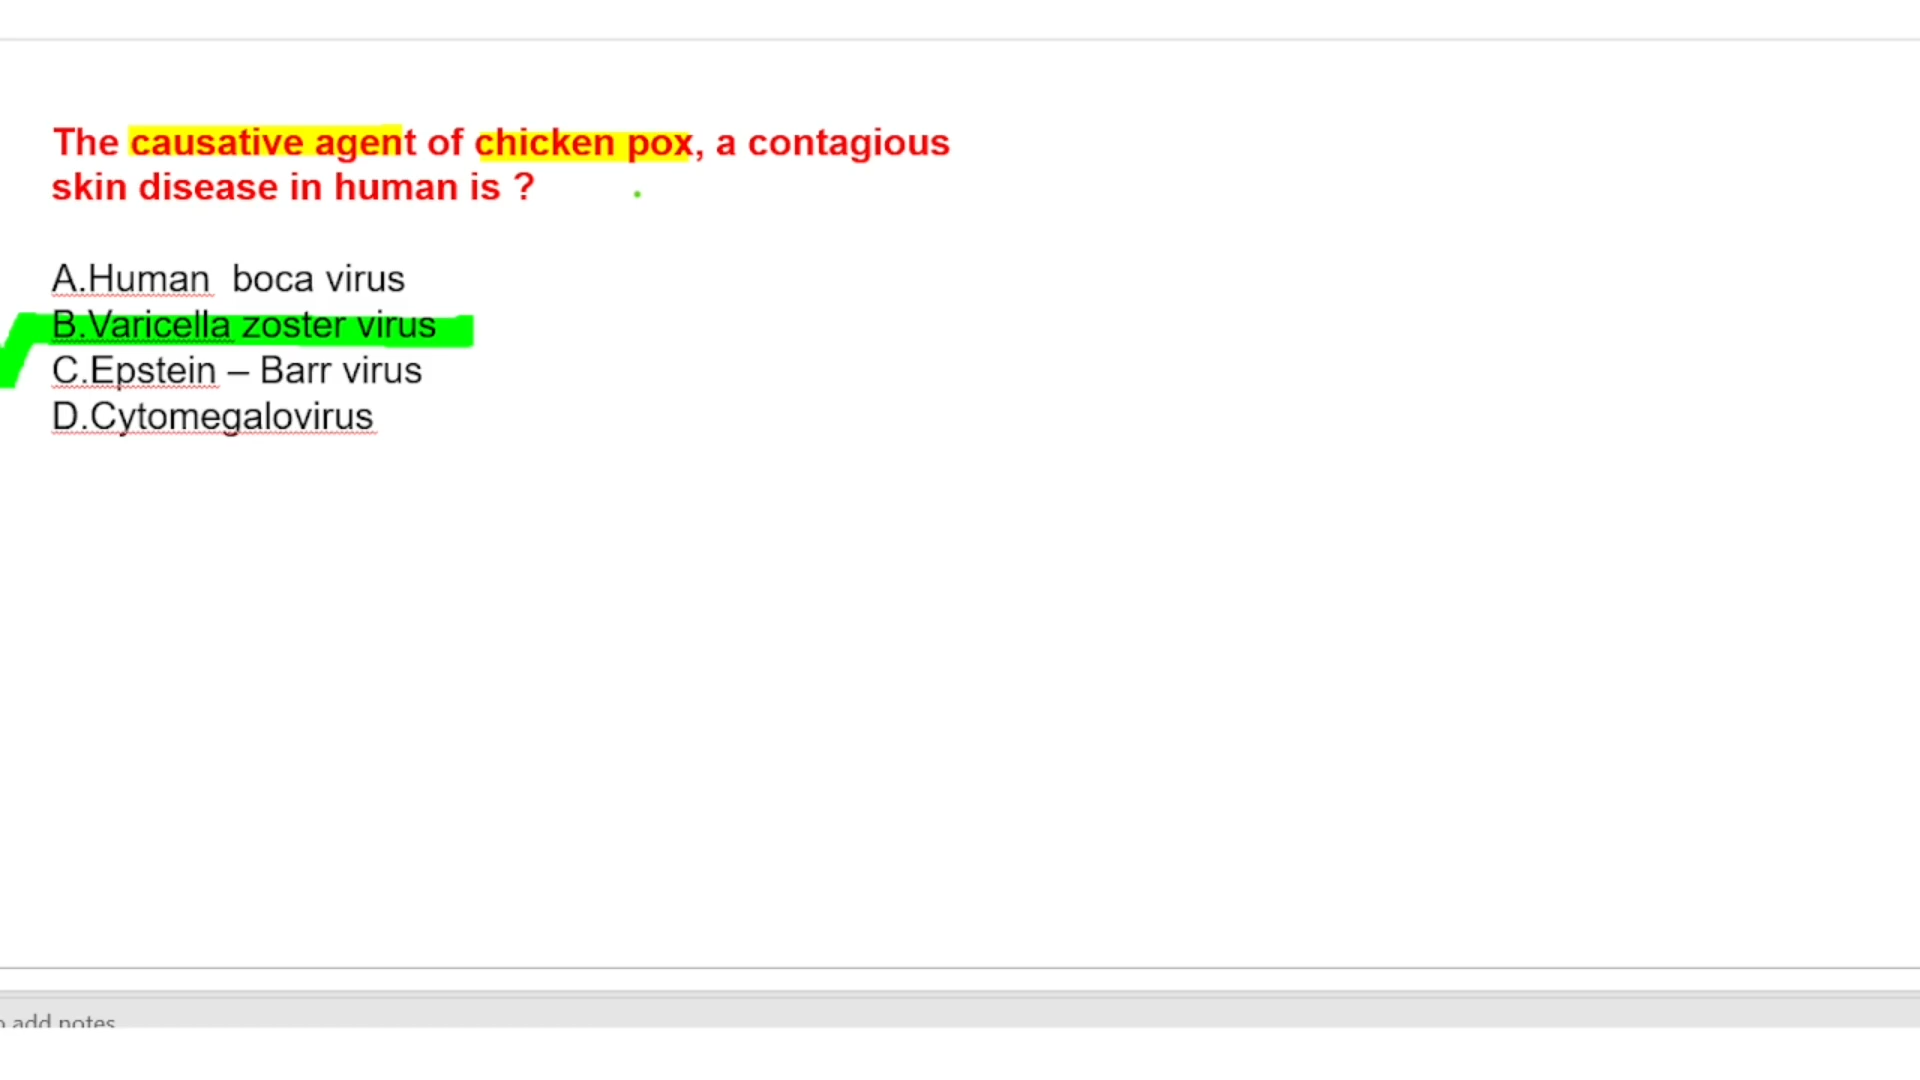 The causative agent of chicken pox, a contagious
skin disease in human is ?
A.Human boca virus
B.Varicella zoster virus
C.Epstein – Barr virus
D.Cytomegalovirus
add notes